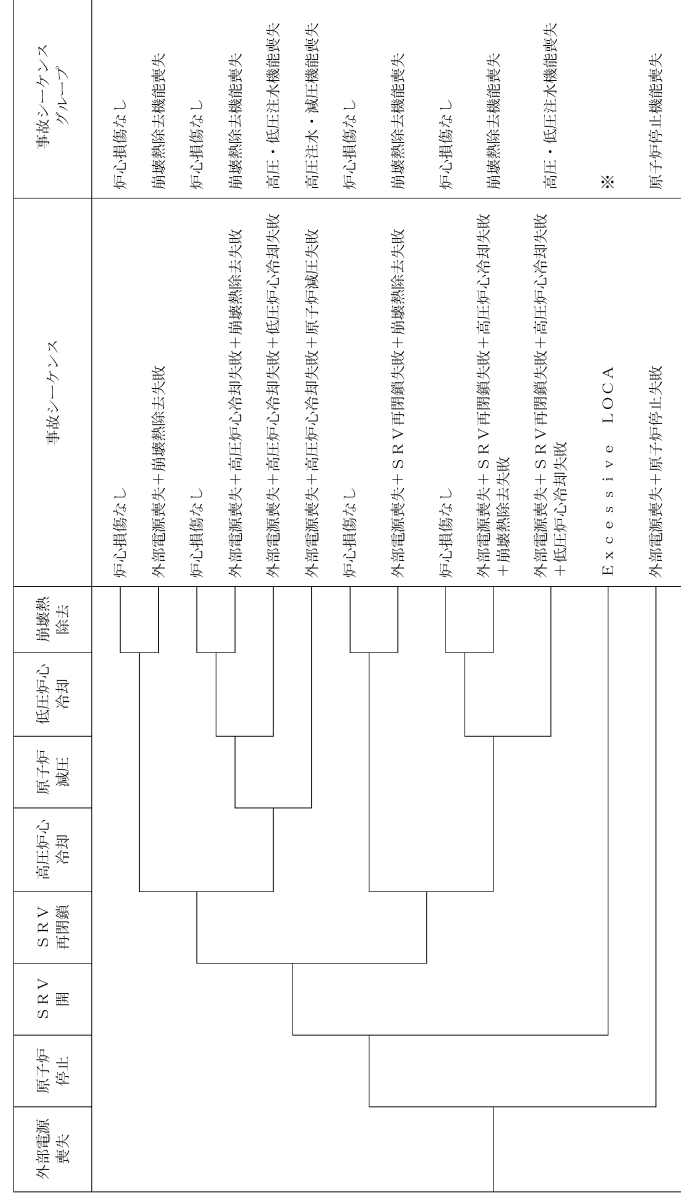 外部電源
喪失
原子炉
停止
ＳＲＶ
開
ＳＲＶ
再閉鎖
高圧炉心
冷却
原子炉
減圧
低圧炉心
冷却
崩壊熱
除去
事故シーケンス
事故シーケンス
グループ
炉心損傷なし
炉心損傷なし
外部電源喪失＋崩壊熱除去失敗
崩壊熱除去機能喪失
炉心損傷なし
炉心損傷なし
外部電源喪失＋高圧炉心冷却失敗＋崩壊熱除去失敗
崩壊熱除去機能喪失
外部電源喪失＋高圧炉心冷却失敗＋低圧炉心冷却失敗
高圧・低圧注水機能喪失
外部電源喪失＋高圧炉心冷却失敗＋原子炉減圧失敗
高圧注水・減圧機能喪失
炉心損傷なし
炉心損傷なし
外部電源喪失＋ＳＲＶ再閉鎖失敗＋崩壊熱除去失敗
崩壊熱除去機能喪失
炉心損傷なし
炉心損傷なし
外部電源喪失＋ＳＲＶ再閉鎖失敗＋高圧炉心冷却失敗
＋崩壊熱除去失敗
崩壊熱除去機能喪失
外部電源喪失＋ＳＲＶ再閉鎖失敗＋高圧炉心冷却失敗
＋低圧炉心冷却失敗
高圧・低圧注水機能喪失
Ｅｘｃｅｓｓｉｖｅ　ＬＯＣＡ
※
外部電源喪失＋原子炉停止失敗
原子炉停止機能喪失